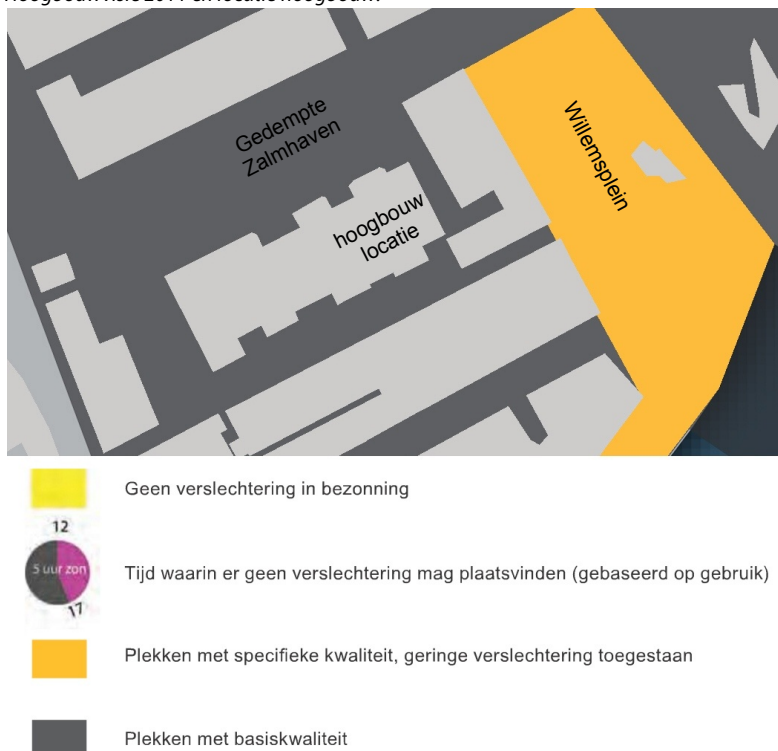 Gedempte
Zalmhaven
Willemsplein
hoogbouw
locatie
Geen verslechtering in bezonning
12
5 uur zon
17
Tijd waarin er geen verslechtering mag plaatsvinden (gebaseerd op gebruik)
Plekken met specifieke kwaliteit, geringe verslechtering toegestaan
Plekken met basiskwaliteit